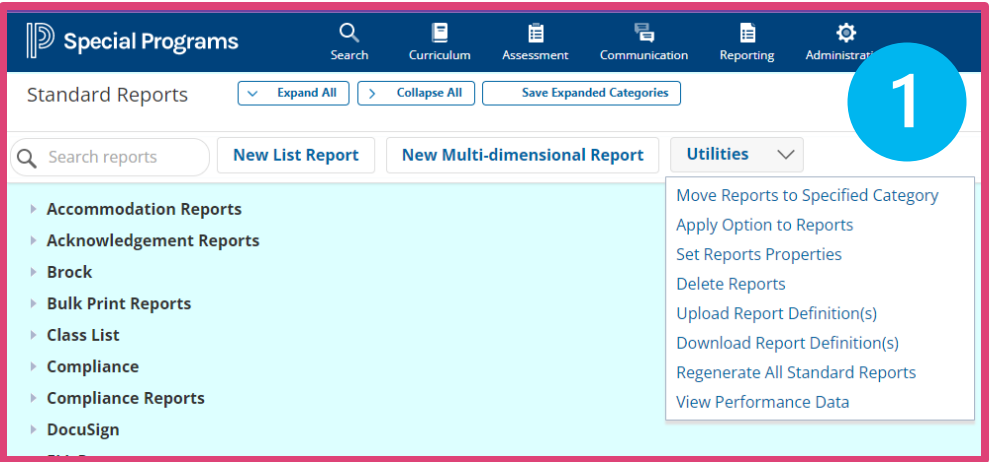 Special Programs
Search Curriculum Assessment Communication Reporting
1
Standard Reports Expand All Collapse All Save Expanded Categories
Search reports New List Report New Multi-dimensional Report Utilities
Move Reports to Specified Category
Apply Option to Reports
Set Reports Properties
Delete Reports
Upload Report Definition(s)
Download Report Definition(s)
Regenerate All Standard Reports
View Performance Data
Accommodation Reports
Acknowledgement Reports
Brock
Bulk Print Reports
Class List
Compliance
Compliance Reports
DocuSign